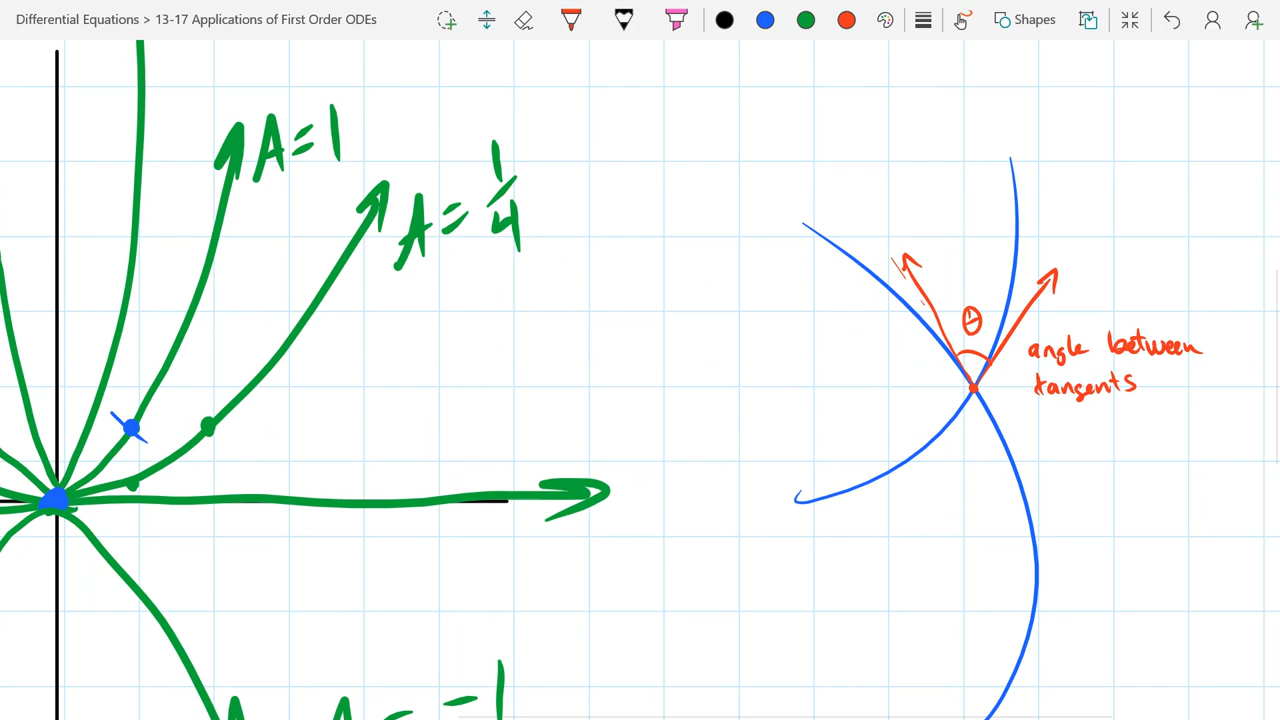 Differential Equations > 13-17 Applications of First Order ODEs
Shapes
A=1
A=1/4
θ
angle between
tangents